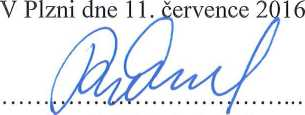 V Plzni dne 11. července 2016